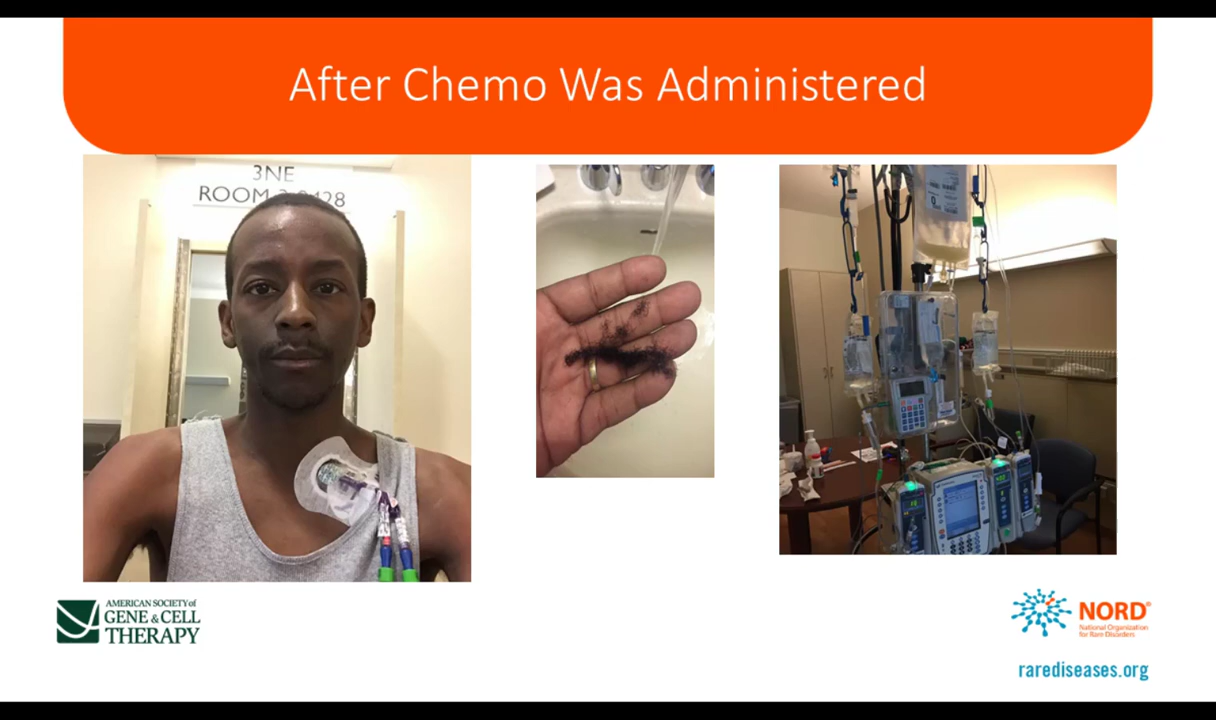 After Chemo Was Administered
3NE
ROOM
AMERICAN SOCIETY of
GENE & CELL
THERAPY
NORD®
National Organization
for Rare Disorders
rarediseases.org